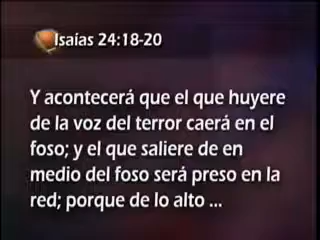 Isaías 24:18-20
Y acontecerá que el que huyere
de la voz del terror caerá en el
foso; y el que saliere de en
medio del foso será preso en la
red; porque de lo alto ...